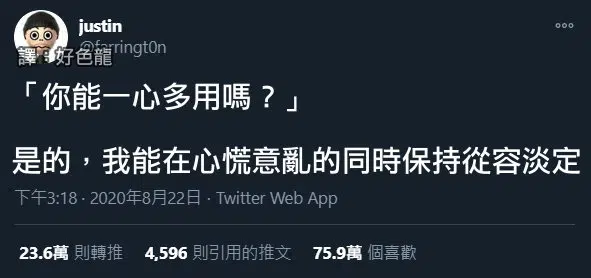 justin
@farringt0n
譯：好色龍
「你能一心多用嗎？」
是的，我能在心慌意亂的同時保持從容淡定
下午3:18 · 2020年8月22日 · Twitter Web App
23.6萬 則轉推 4,596 則引用的推文 75.9萬 個喜歡